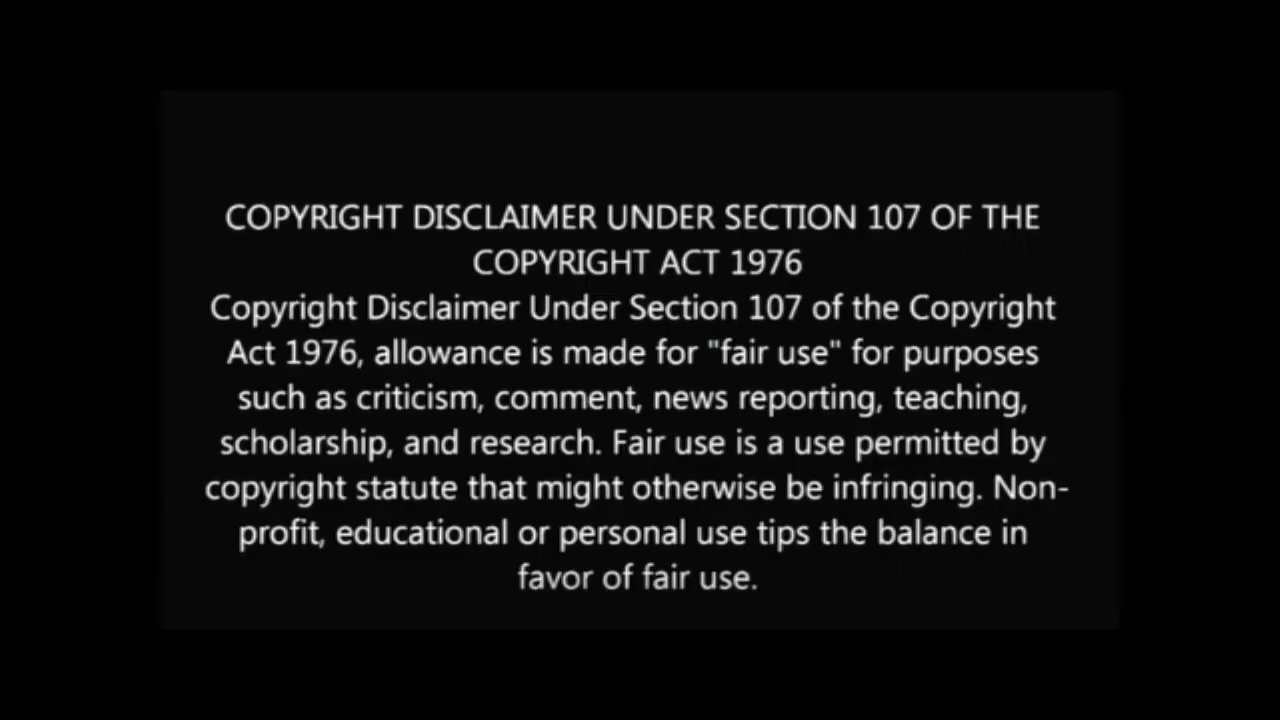 COPYRIGHT DISCLAIMER UNDER SECTION 107 OF THE
COPYRIGHT ACT 1976
Copyright Disclaimer Under Section 107 of the Copyright
Act 1976, allowance is made for "fair use" for purposes
such as criticism, comment, news reporting, teaching,
scholarship, and research. Fair use is a use permitted by
copyright statute that might otherwise be infringing. Non-
profit, educational or personal use tips the balance in
favor of fair use.